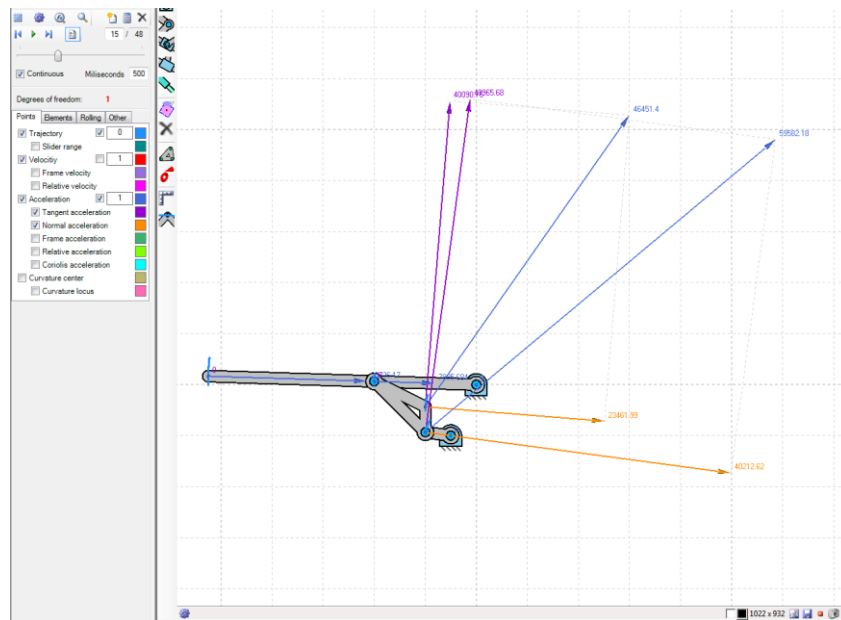 15 / 48
Continuous Miliseconds 500
Degrees of freedom: 1
Points Elements Rolling Other
Trajectory 0
Slider range
Velocitiy 1
Frame velocity
Relative velocity
Acceleration 1
Tangent acceleration
Normal acceleration
Frame acceleration
Relative acceleration
Coriolis acceleration
Curvature center
Curvature locus
46451.4
59582.18
0
23461.99
40212.62
1022 x 932